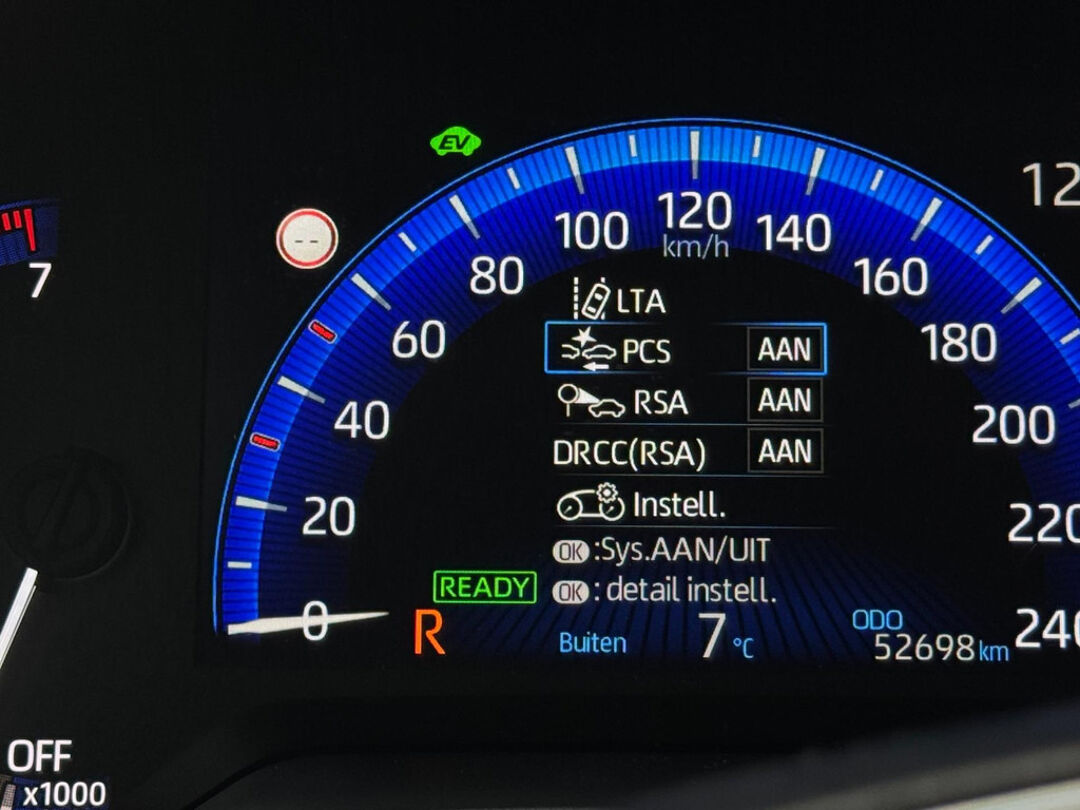 EV
12
7
--
0
20
40
60
80
100
120
140
160
180
200
220
240
km/h
LTA
PCS AAN
RSA AAN
DRCC(RSA) AAN
Instell.
OK :Sys.AAN/UIT
OK : detail instell.
READY
R
Buiten 7 °C
ODO
52698 km
OFF
x1000